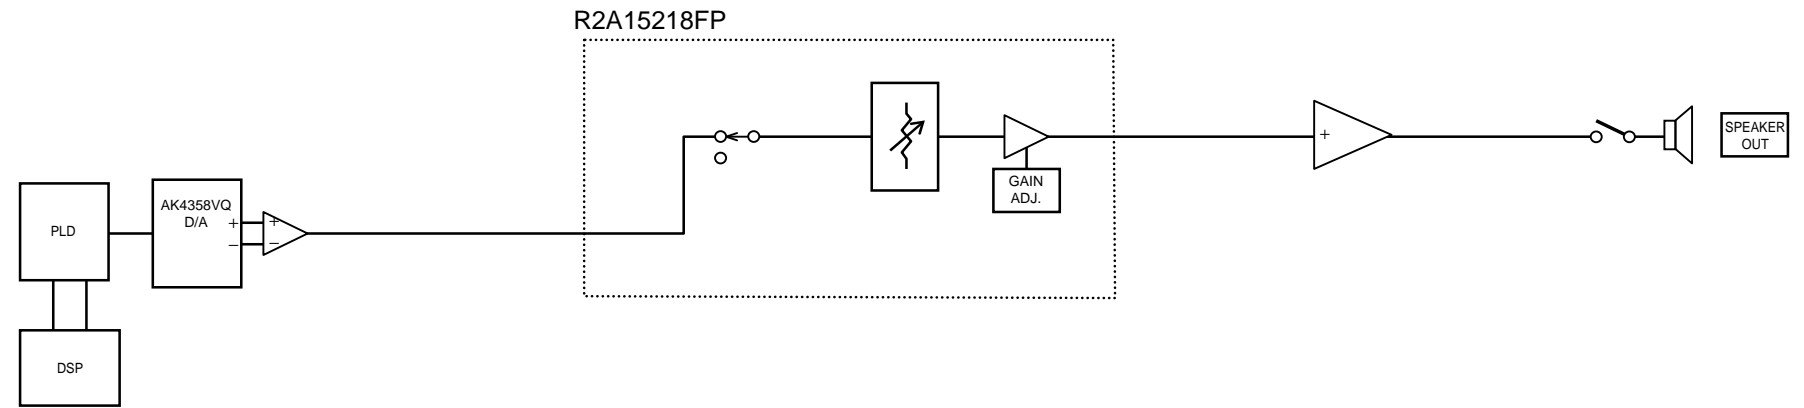 R2A15218FP
SPEAKER
OUT
+
GAIN
ADJ.
AK4358VQ
D/A
+
−
+
−
PLD
DSP